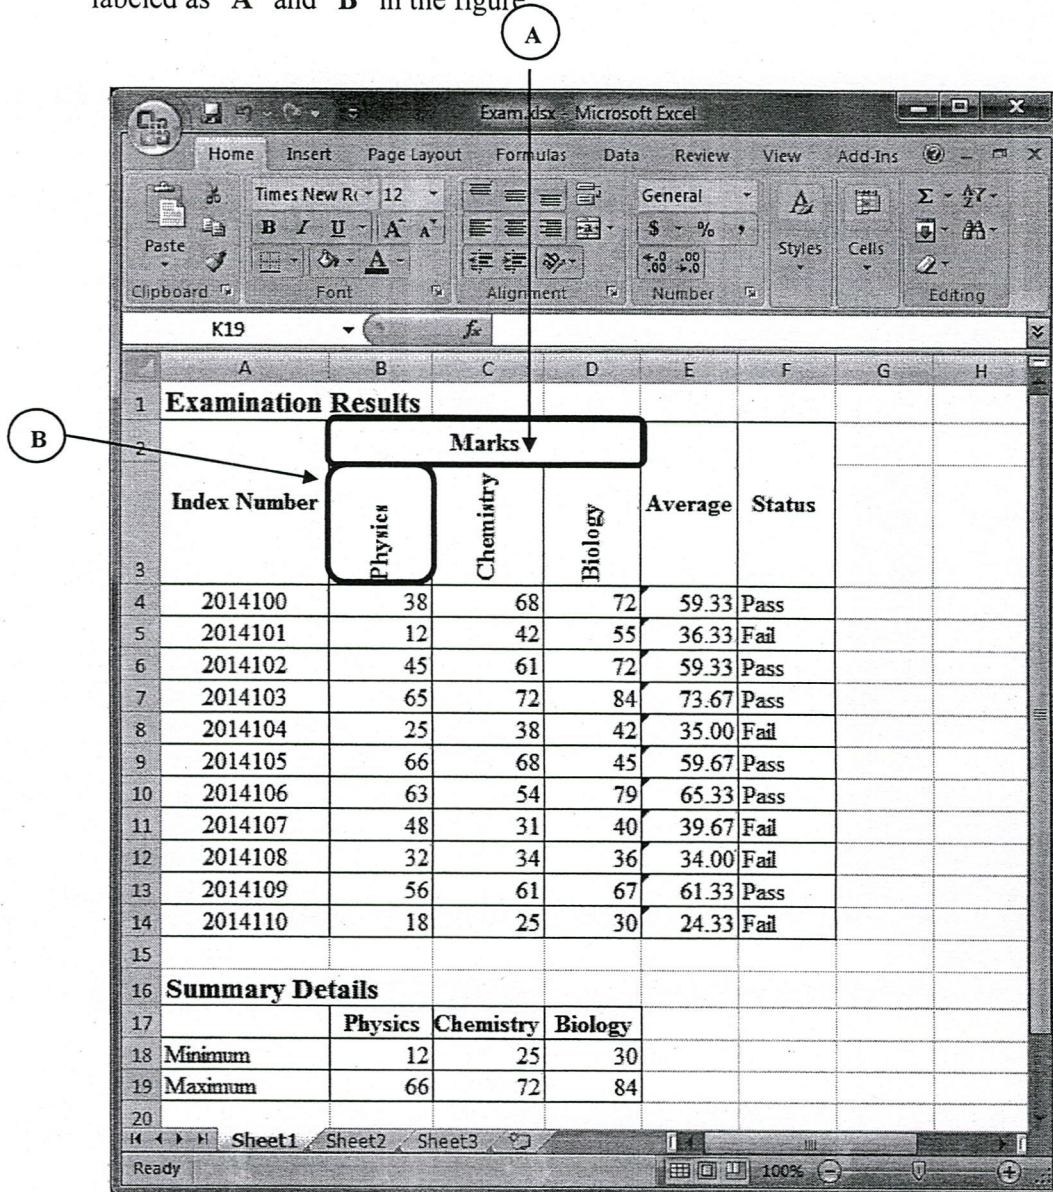 labeled as "A" and "B" in the figure
A
Exam.xlsx - Microsoft Excel
Home Insert Page Layout Formulas Data Review View Add-Ins
Times New R 12 General
Paste B I U A A $ % , Styles Cells Σ
A
Clipboard Font Alignment Number Editing
K19 fx
A B C D E F G H
1 Examination Results
B
2 Marks
3 Index Number Physics Chemistry Biology Average Status
4 2014100 38 68 72 59.33 Pass
5 2014101 12 42 55 36.33 Fail
6 2014102 45 61 72 59.33 Pass
7 2014103 65 72 84 73.67 Pass
8 2014104 25 38 42 35.00 Fail
9 2014105 66 68 45 59.67 Pass
10 2014106 63 54 79 65.33 Pass
11 2014107 48 31 40 39.67 Fail
12 2014108 32 34 36 34.00 Fail
13 2014109 56 61 67 61.33 Pass
14 2014110 18 25 30 24.33 Fail
15
16 Summary Details
17 Physics Chemistry Biology
18 Minimum 12 25 30
19 Maximum 66 72 84
20
Sheet1 Sheet2 Sheet3
Ready 100%